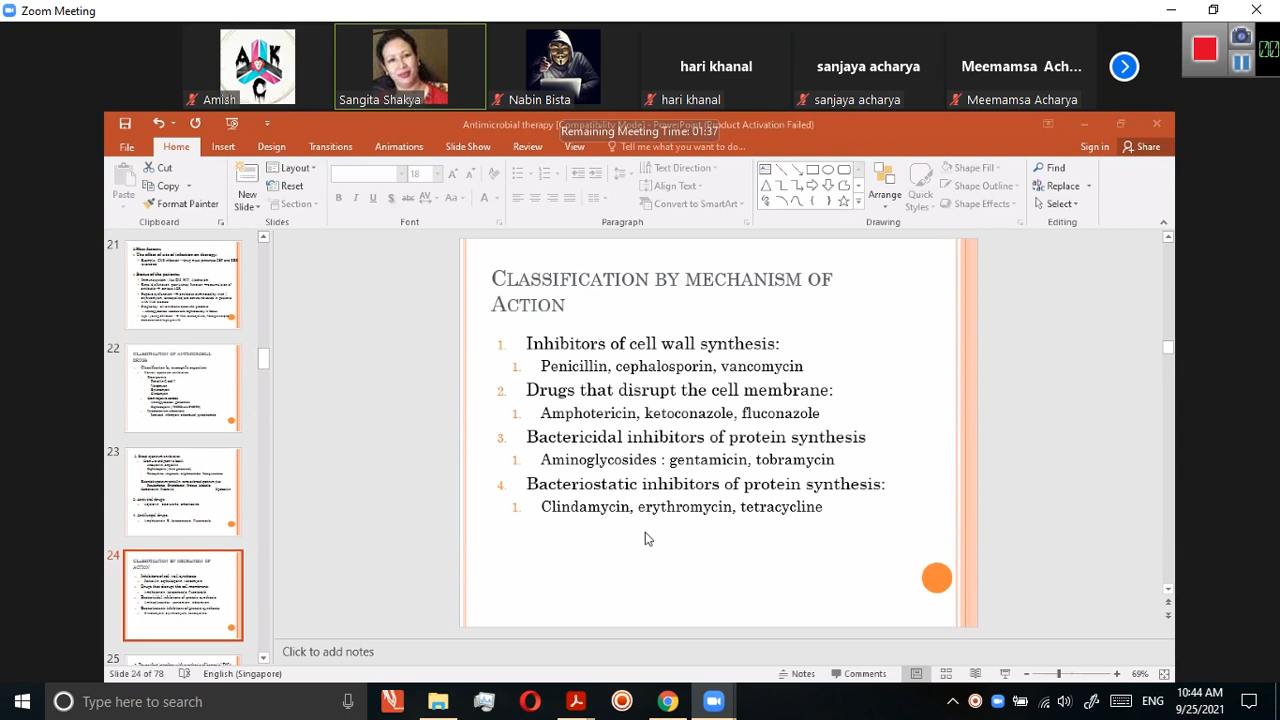 Zoom Meeting
A K
C
hari khanal
sanjaya acharya
Meemamsa Ach...
Amish
Sangita Shakya
Nabin Bista
hari khanal
sanjaya acharya
Meemamsa Acharya
Antimicrobial therapy [Compatibility Mode] - PowerPoint (Product Activation Failed)
Remaining Meeting Time: 01:37
File Home Insert Design Transitions Animations Slide Show Review View Tell me what you want to do... Sign in Share
Cut
Copy
Format Painter
Paste
Clipboard
New
Slide
Layout
Reset
Section
Slides
18
B I U S abc AV Aa A
Font
Text Direction
Align Text
Convert to SmartArt
Paragraph
Arrange
Quick
Styles
Shape Fill
Shape Outline
Shape Effects
Drawing
Find
Replace
Select
Editing
21
22
23
24
25
CLASSIFICATION BY MECHANISM OF
ACTION
1. Inhibitors of cell wall synthesis:
1. Penicillin, cephalosporin, vancomycin
2. Drugs that disrupt the cell membrane:
1. Amphotericin, ketoconazole, fluconazole
3. Bactericidal inhibitors of protein synthesis
1. Aminoglycosides : gentamicin, tobramycin
4. Bacteriostatic inhibitors of protein synthesis:
1. Clindamycin, erythromycin, tetracycline
Click to add notes
Slide 24 of 78 English (Singapore) Notes Comments 69%
Type here to search
ENG
10:44 AM
9/25/2021